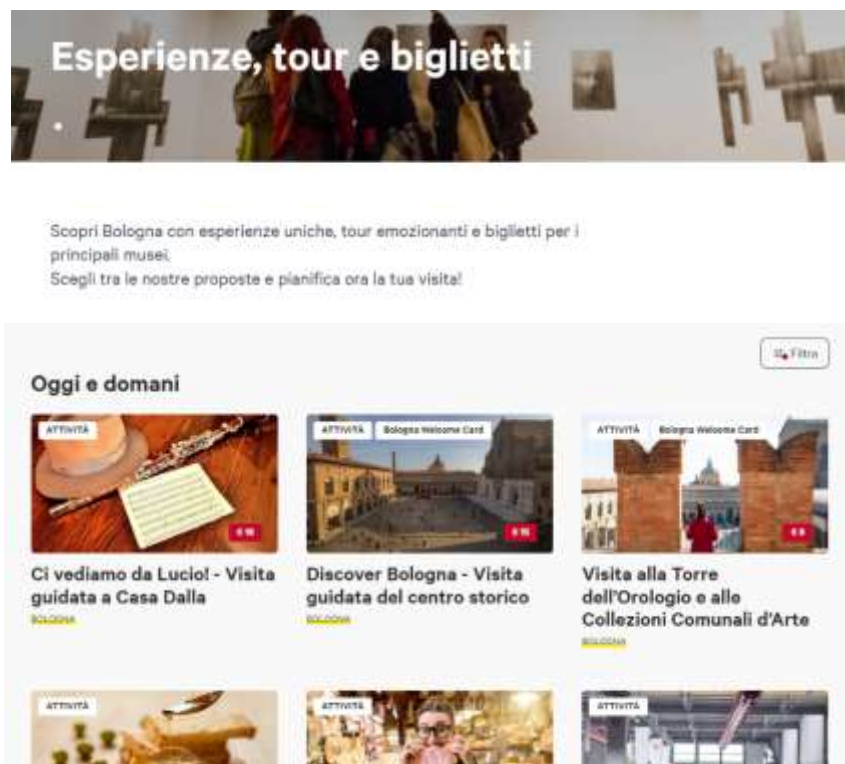 Esperienze, tour e biglietti
Scopri Bologna con esperienze uniche, tour emozionanti e biglietti per i
principali musei.
Scegli tra le nostre proposte e pianifica ora la tua visita!
Filtra
Oggi e domani
ATTIVITÀ
ATTIVITÀ Bologna Welcome Card
ATTIVITÀ Bologna Welcome Card
Ci vediamo da Lucio! - Visita
guidata a Casa Dalla
BOLOGNA
Discover Bologna - Visita
guidata del centro storico
BOLOGNA
Visita alla Torre
dell'Orologio e alle
Collezioni Comunali d'Arte
BOLOGNA
ATTIVITÀ
ATTIVITÀ
ATTIVITÀ